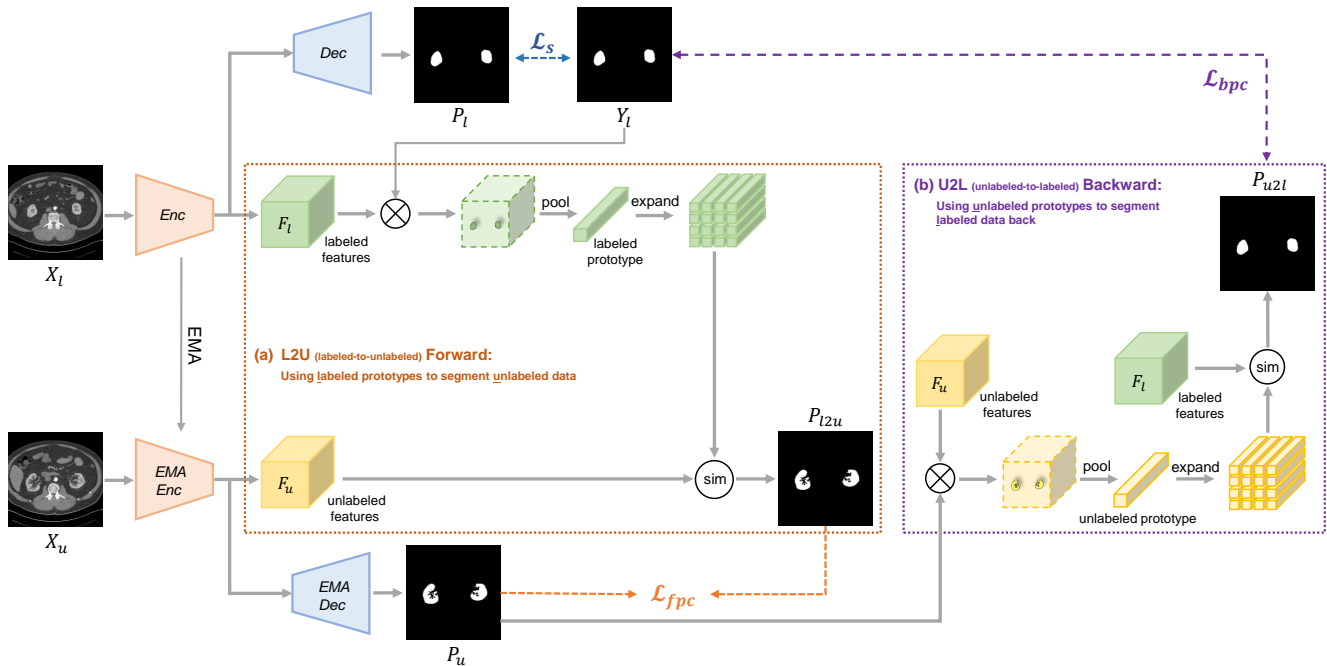 Dec
ℒ_s
P_l
Y_l
ℒ_bpc
Enc
X_l
F_l
labeled
features
pool
expand
labeled
prototype
(b) U2L (unlabeled-to-labeled) Backward:
Using unlabeled prototypes to segment
labeled data back
P_u2l
EMA
(a) L2U (labeled-to-unlabeled) Forward:
Using labeled prototypes to segment unlabeled data
F_u
unlabeled
features
F_l
labeled
features
sim
P_l2u
EMA
Enc
X_u
F_u
unlabeled
features
sim
pool
expand
unlabeled prototype
EMA
Dec
P_u
ℒ_fpc